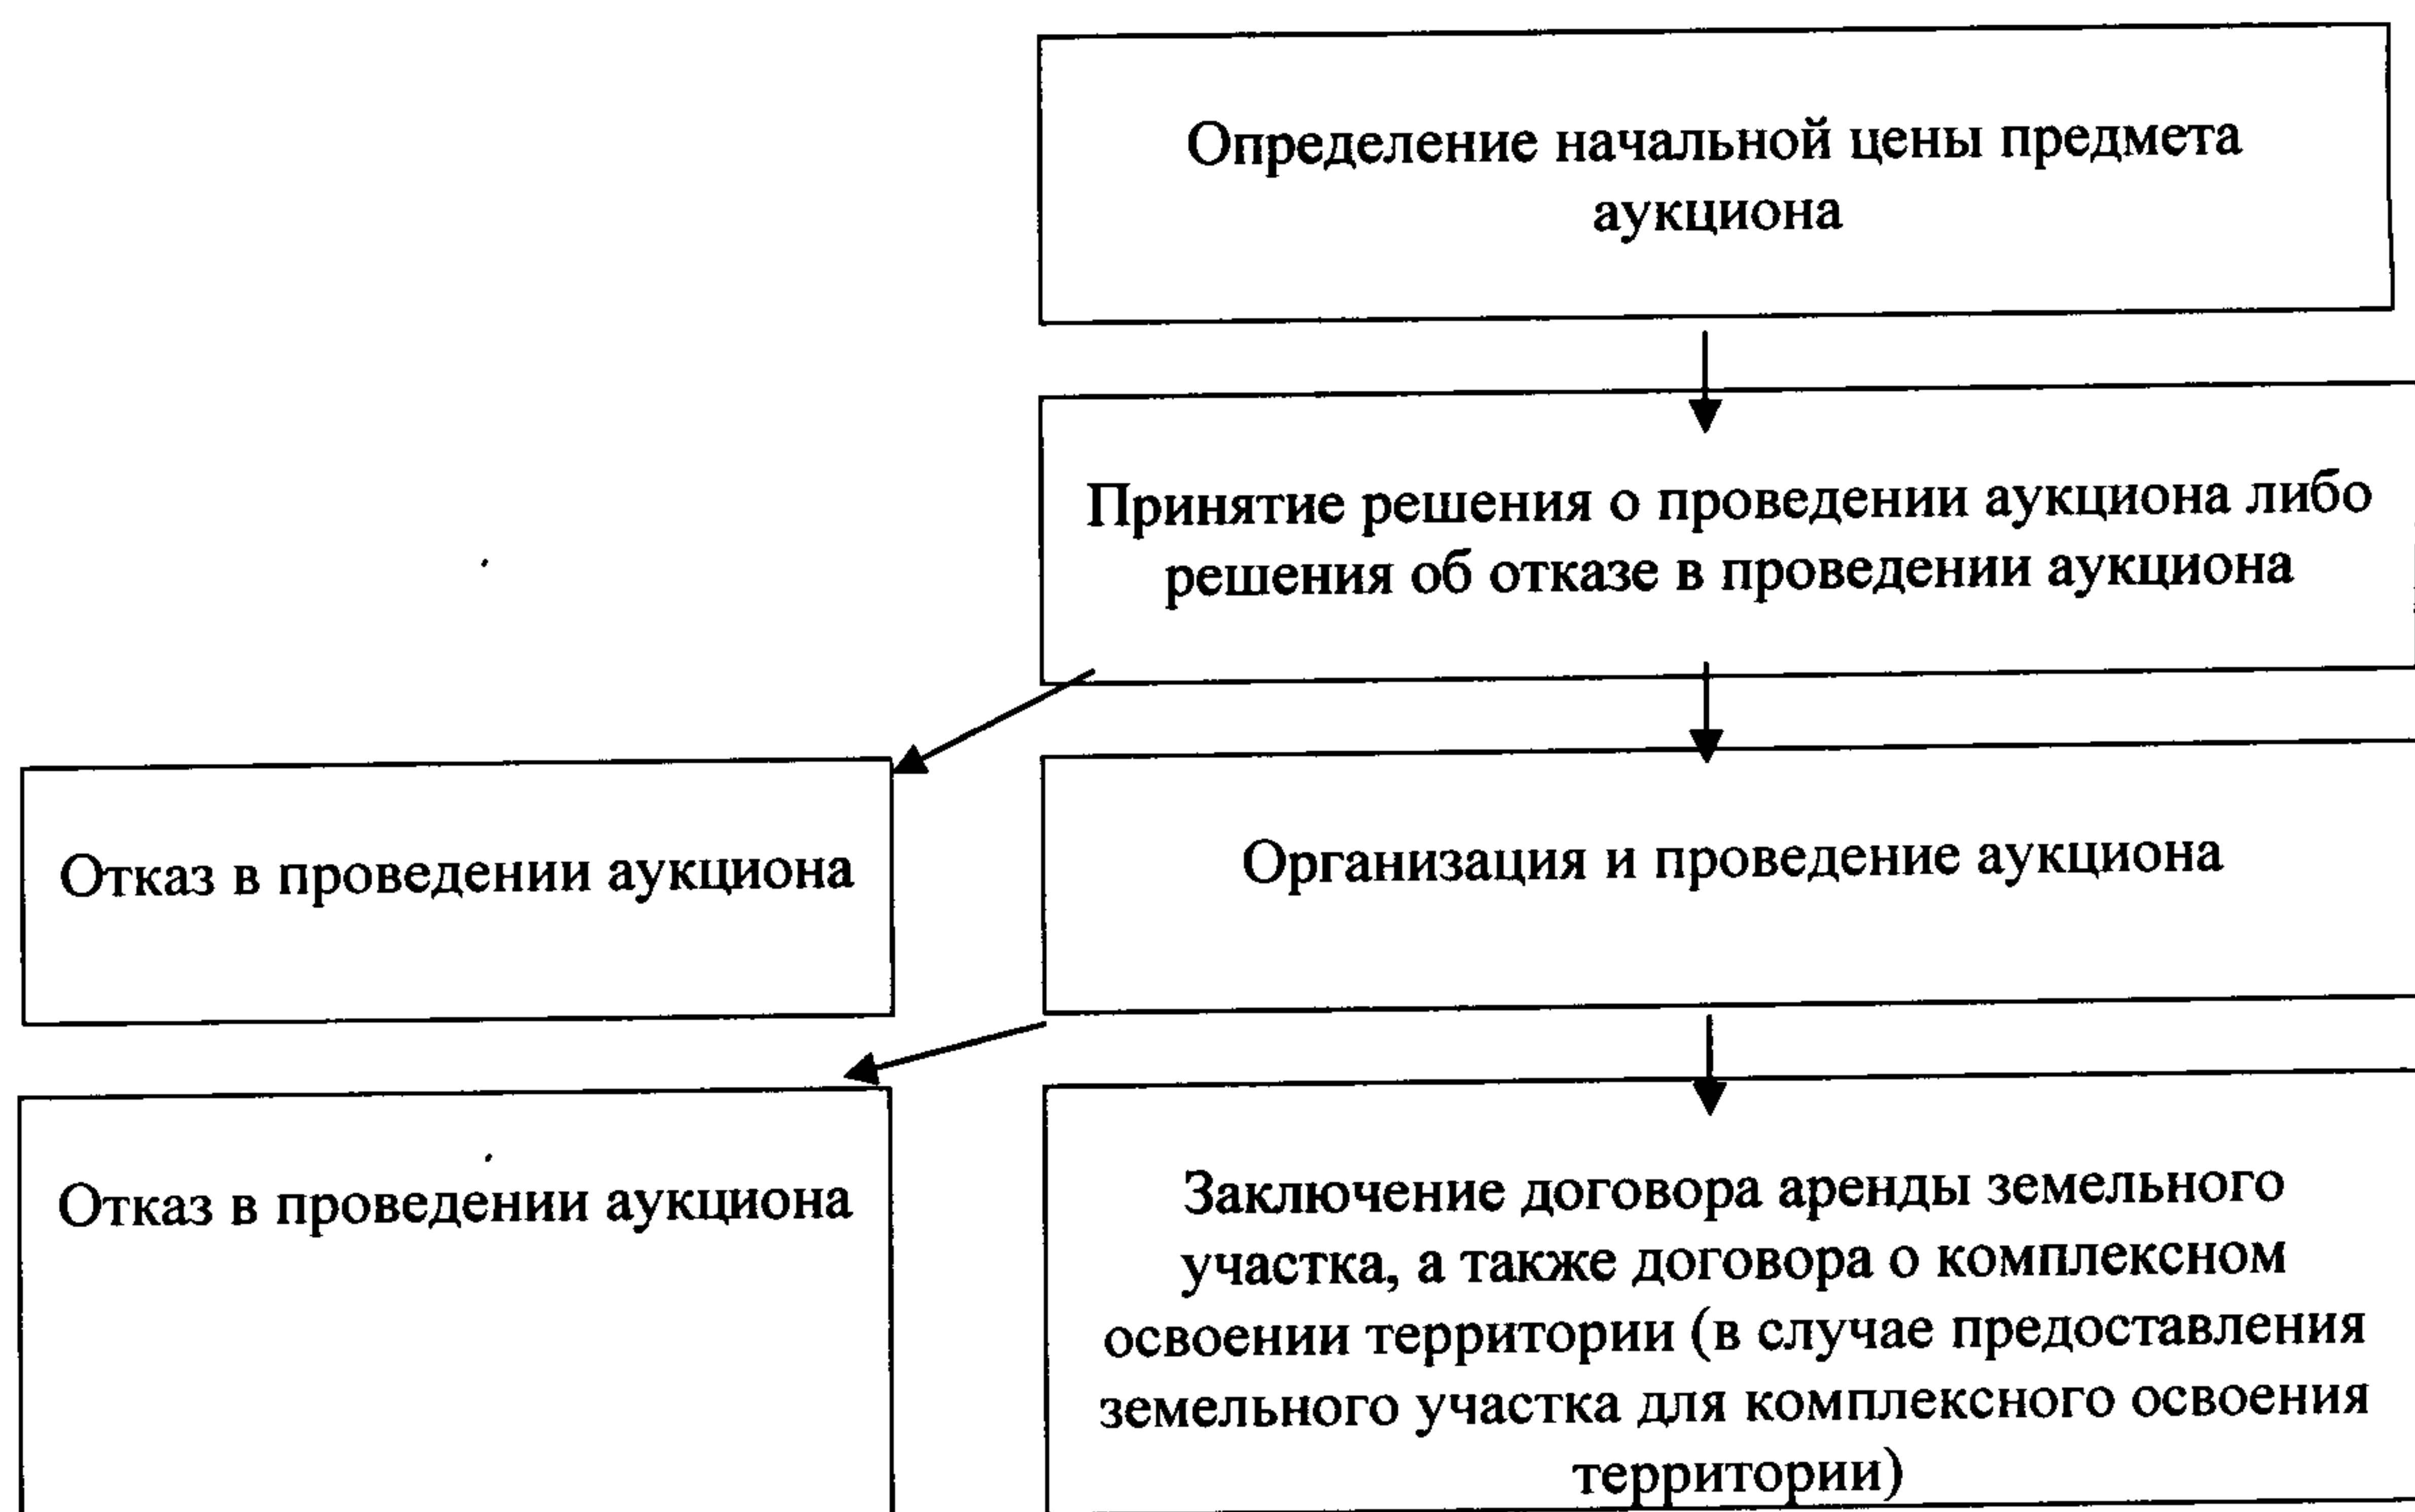 Определение начальной цены предмета
аукциона
Принятие решения о проведении аукциона либо
решения об отказе в проведении аукциона
Отказ в проведении аукциона
Организация и проведение аукциона
Отказ в проведении аукциона
Заключение договора аренды земельного
участка, а также договора о комплексном
освоении территории (в случае предоставления
земельного участка для комплексного освоения
территории)